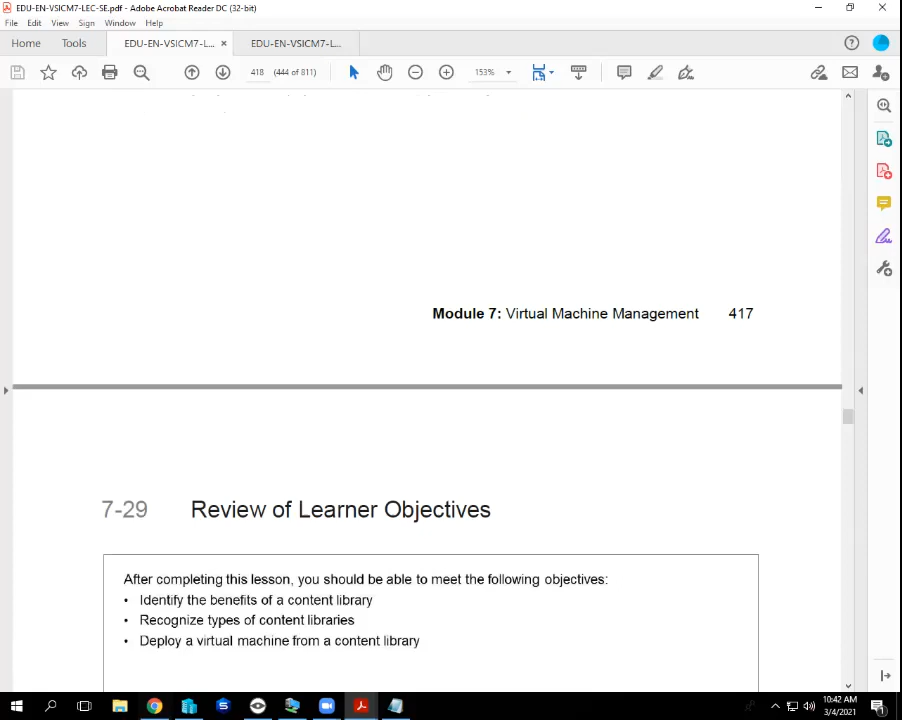 EDU-EN-VSICM7-LEC-SE.pdf - Adobe Acrobat Reader DC (32-bit)
File Edit View Sign Window Help
Home Tools EDU-EN-VSICM7-L... × EDU-EN-VSICM7-L...
418 (444 of 811) 153%
Module 7: Virtual Machine Management 417
7-29 Review of Learner Objectives
After completing this lesson, you should be able to meet the following objectives:
• Identify the benefits of a content library
• Recognize types of content libraries
• Deploy a virtual machine from a content library
10:42 AM
3/4/2021